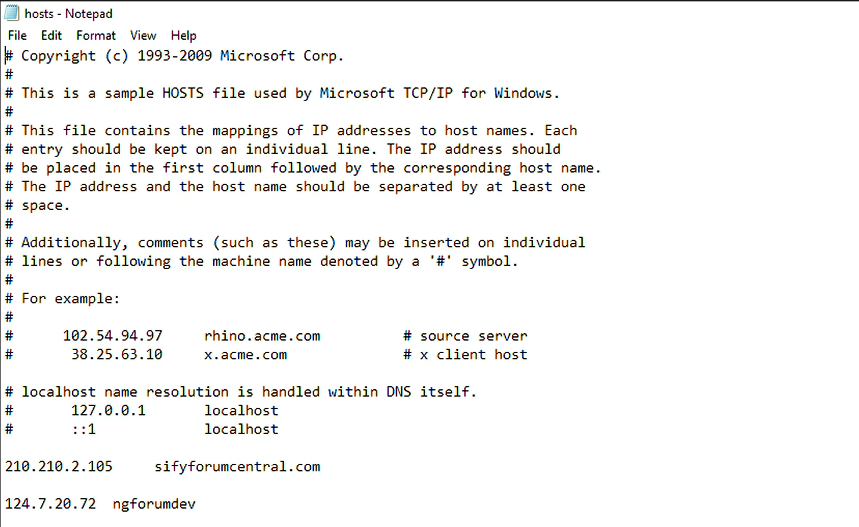 hosts - Notepad
File Edit Format View Help
# Copyright (c) 1993-2009 Microsoft Corp.
#
# This is a sample HOSTS file used by Microsoft TCP/IP for Windows.
#
# This file contains the mappings of IP addresses to host names. Each
# entry should be kept on an individual line. The IP address should
# be placed in the first column followed by the corresponding host name.
# The IP address and the host name should be separated by at least one
# space.
#
# Additionally, comments (such as these) may be inserted on individual
# lines or following the machine name denoted by a '#' symbol.
#
# For example:
#
#      102.54.94.97     rhino.acme.com          # source server
#       38.25.63.10     x.acme.com              # x client host

# localhost name resolution is handled within DNS itself.
#       127.0.0.1       localhost
#       ::1             localhost

210.210.2.105     sifyforumcentral.com

124.7.20.72  ngforumdev